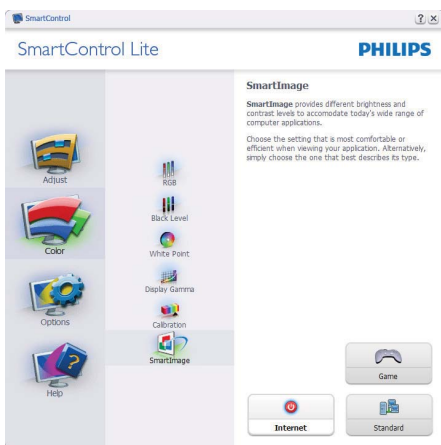 SmartControl
SmartControl Lite
PHILIPS
Adjust
Color
Options
Help
RGB
Black Level
White Point
Display Gamma
Calibration
SmartImage
SmartImage
SmartImage provides different brightness and
contrast levels to accomodate today's wide range of
computer applications.
Choose the setting that is most comfortable or
efficient when viewing your application. Alternatively,
simply choose the one that best describes its type.
Game
Internet
Standard